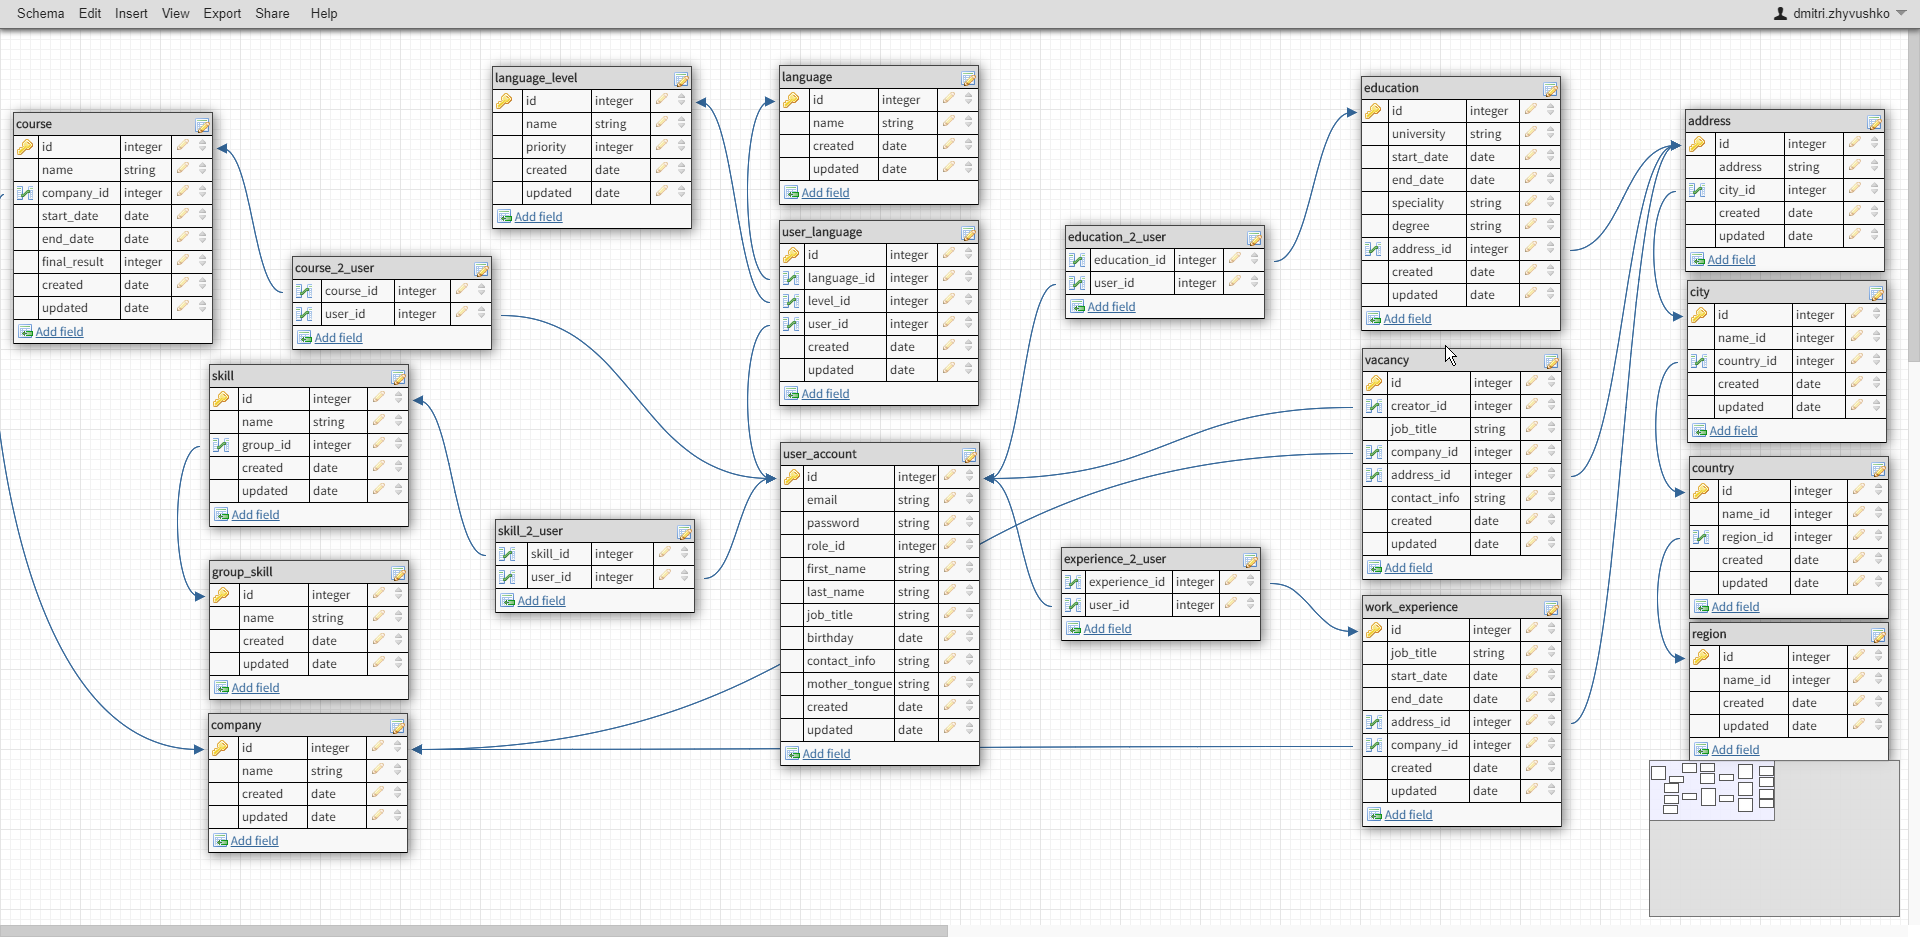 Schema Edit Insert View Export Share Help
dmitri.zhyvushko
course
id integer
name string
company_id integer
start_date date
end_date date
final_result integer
created date
updated date
Add field
course_2_user
course_id integer
user_id integer
Add field
skill
id integer
name string
group_id integer
created date
updated date
Add field
group_skill
id integer
name string
created date
updated date
Add field
company
id integer
name string
created date
updated date
Add field
language_level
id integer
name string
priority integer
created date
updated date
Add field
skill_2_user
skill_id integer
user_id integer
Add field
language
id integer
name string
created date
updated date
Add field
user_language
id integer
language_id integer
level_id integer
user_id integer
created date
updated date
Add field
user_account
id integer
email string
password string
role_id integer
first_name string
last_name string
job_title string
birthday date
contact_info string
mother_tongue string
created date
updated date
Add field
education_2_user
education_id integer
user_id integer
Add field
experience_2_user
experience_id integer
user_id integer
Add field
education
id integer
university string
start_date date
end_date date
speciality string
degree string
address_id integer
created date
updated date
Add field
vacancy
id integer
creator_id integer
job_title string
company_id integer
address_id integer
contact_info string
created date
updated date
Add field
work_experience
id integer
job_title string
start_date date
end_date date
address_id integer
company_id integer
created date
updated date
Add field
address
id integer
address string
city_id integer
created date
updated date
Add field
city
id integer
name_id integer
country_id integer
created date
updated date
Add field
country
id integer
name_id integer
region_id integer
created date
updated date
Add field
region
id integer
name_id integer
created date
updated date
Add field